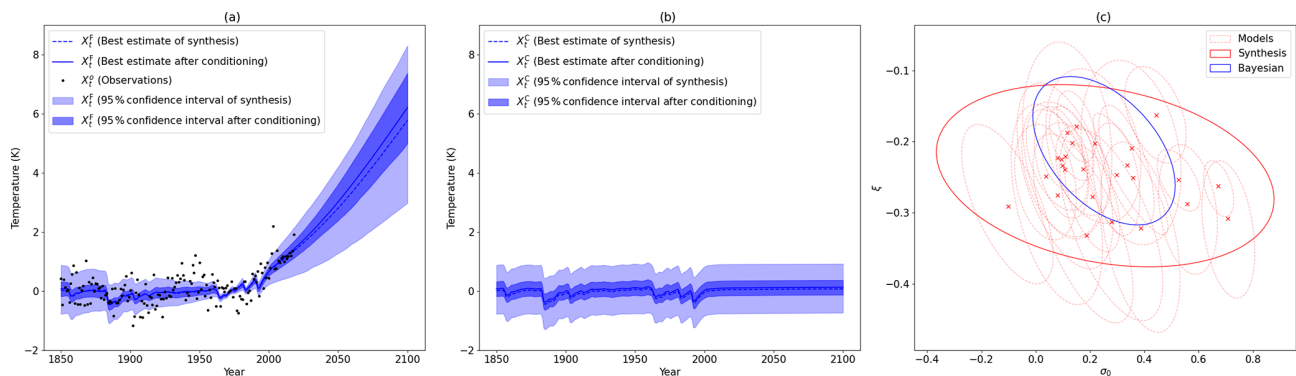 (a)
X_t^F (Best estimate of synthesis)
X_t^F (Best estimate after conditioning)
X_t^o (Observations)
X_t^F (95% confidence interval of synthesis)
X_t^F (95% confidence interval after conditioning)
Temperature (K)
8
6
4
2
0
−2
1850
1900
1950
2000
2050
2100
Year
(b)
X_t^C (Best estimate of synthesis)
X_t^C (Best estimate after conditioning)
X_t^C (95% confidence interval of synthesis)
X_t^C (95% confidence interval after conditioning)
Temperature (K)
8
6
4
2
0
−2
1850
1900
1950
2000
2050
2100
Year
(c)
Models
Synthesis
Bayesian
ξ
−0.1
−0.2
−0.3
−0.4
−0.4
−0.2
0.0
0.2
0.4
0.6
0.8
σ₀